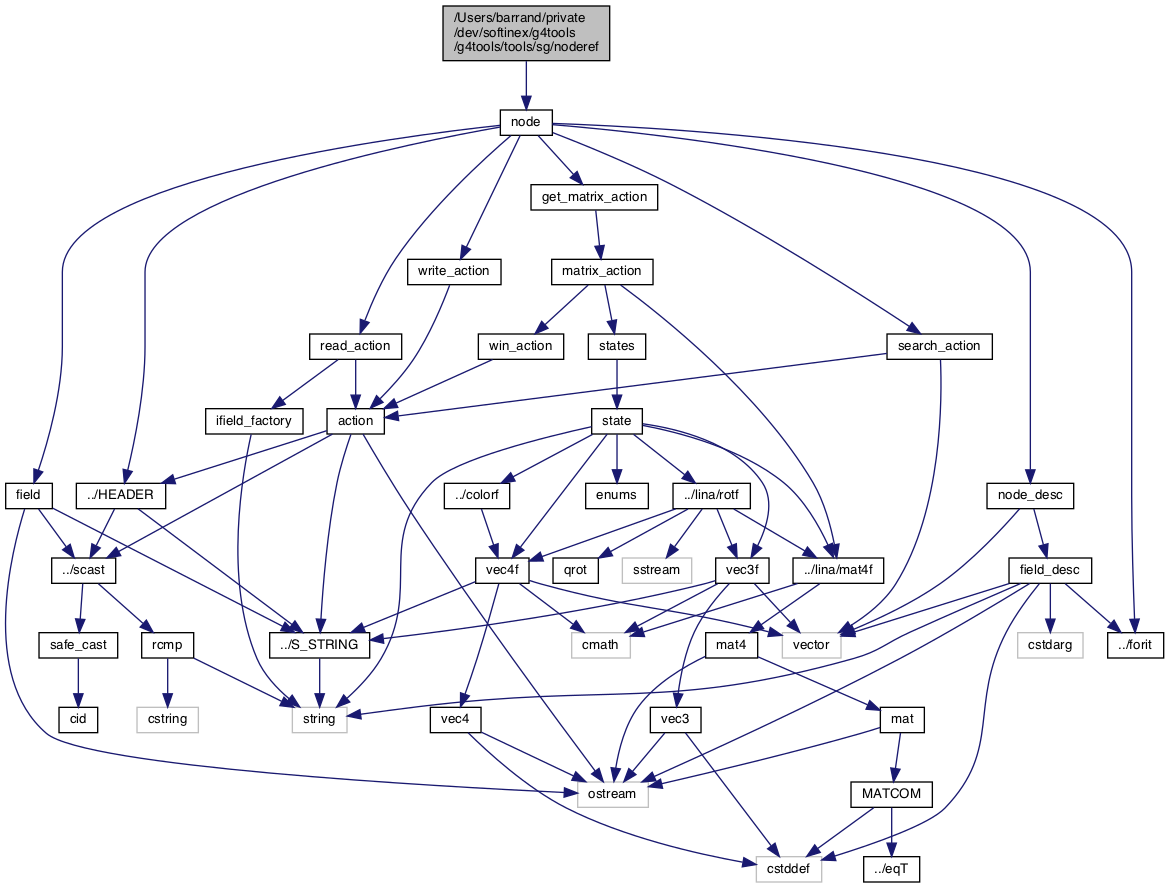 /Users/barrand/private
/dev/softinex/g4tools
/g4tools/tools/sg/noderef
node
get_matrix_action
write_action
matrix_action
read_action
win_action
states
search_action
ifield_factory
action
state
field
../HEADER
../colorf
enums
../lina/rotf
node_desc
../scast
vec4f
qrot
sstream
vec3f
../lina/mat4f
field_desc
safe_cast
rcmp
../S_STRING
cmath
mat4
vector
cstdarg
../forit
cid
cstring
string
vec4
vec3
mat
ostream
MATCOM
cstddef
../eqT